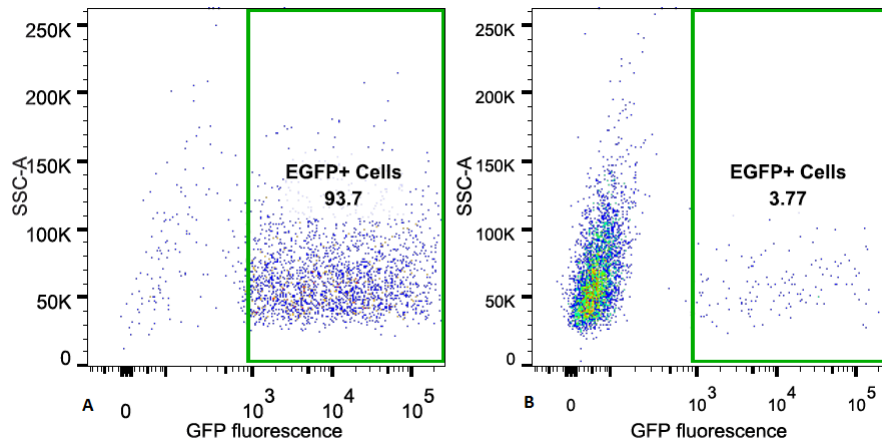 250K
200K
150K
100K
50K
0
SSC-A
EGFP+ Cells
93.7
A
0
10^3
10^4
10^5
GFP fluorescence
250K
200K
150K
100K
50K
0
SSC-A
EGFP+ Cells
3.77
B
0
10^3
10^4
10^5
GFP fluorescence